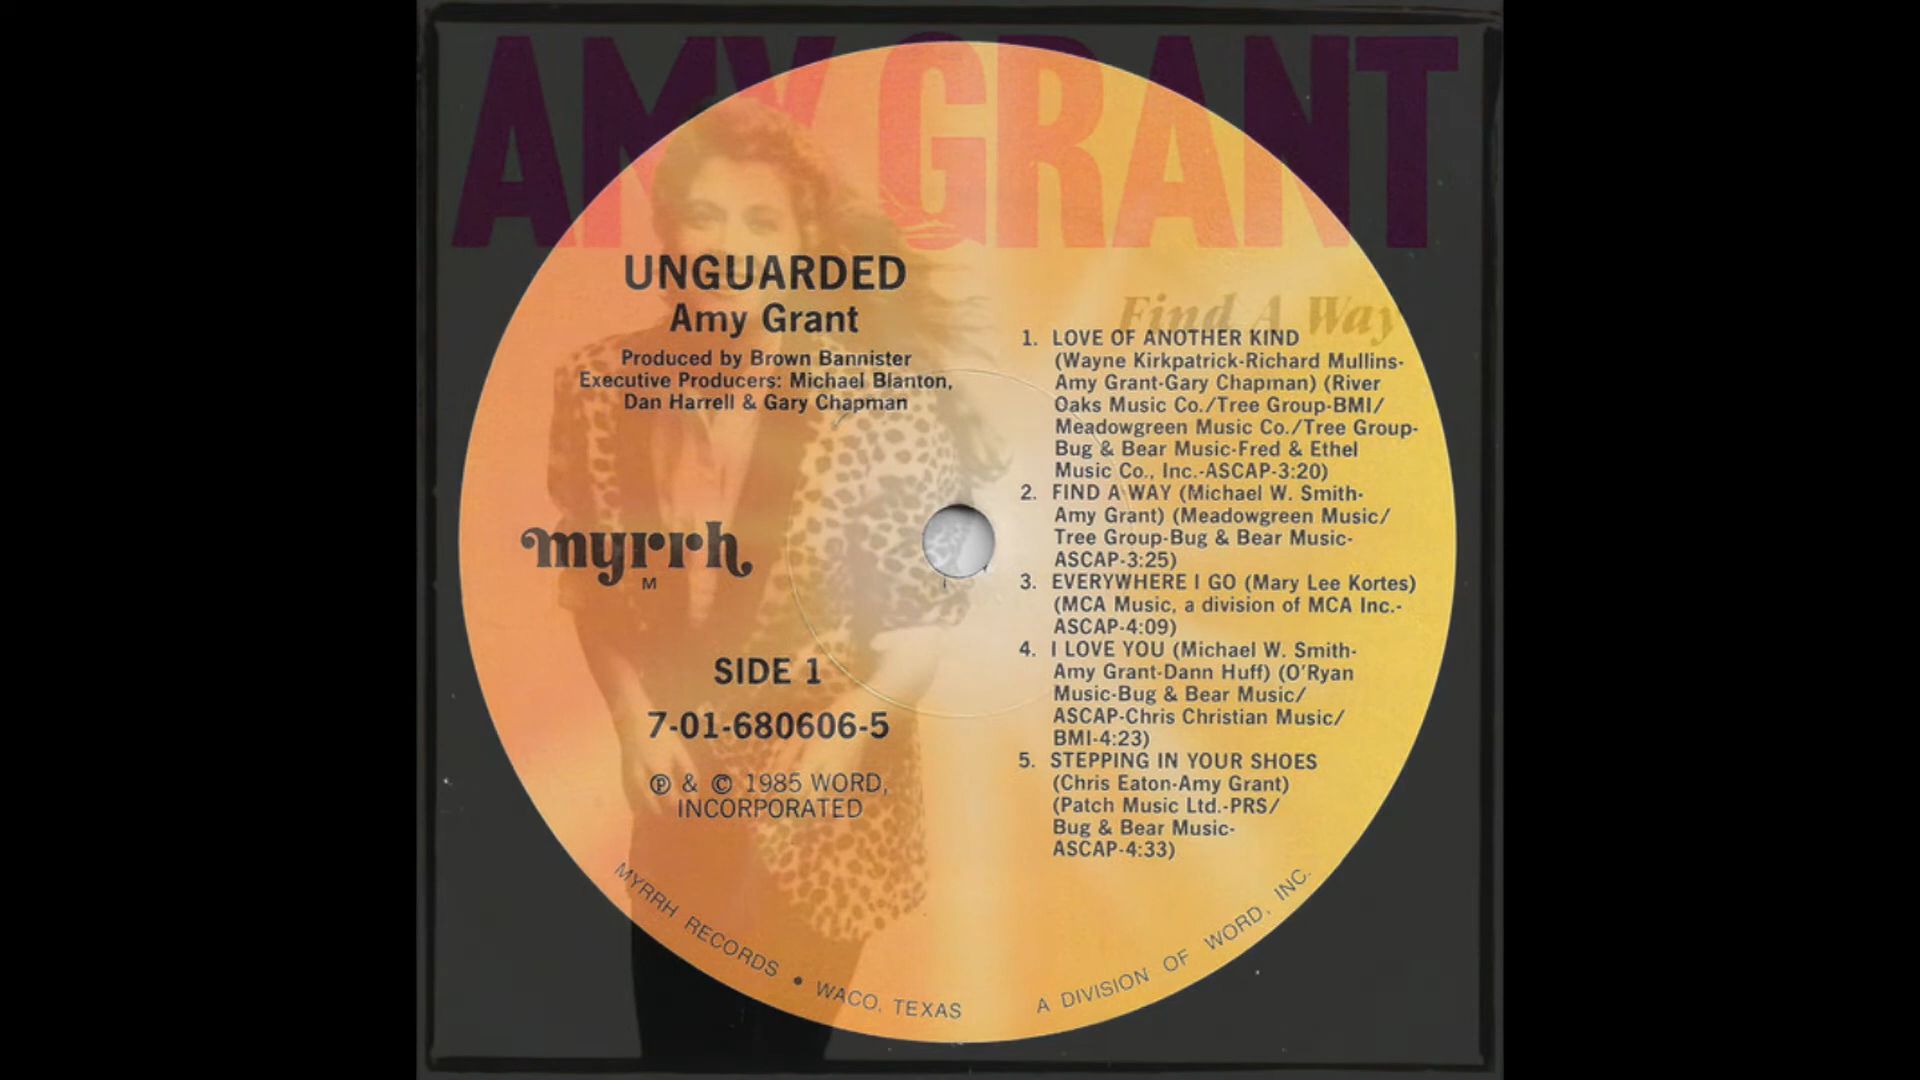 AMY GRANT
Find A Way
UNGUARDED
Amy Grant
Produced by Brown Bannister
Executive Producers: Michael Blanton,
Dan Harrell & Gary Chapman
myrrh
M
SIDE 1
7-01-680606-5
℗ & © 1985 WORD,
INCORPORATED
1. LOVE OF ANOTHER KIND
(Wayne Kirkpatrick-Richard Mullins-
Amy Grant-Gary Chapman) (River
Oaks Music Co./Tree Group-BMI/
Meadowgreen Music Co./Tree Group-
Bug & Bear Music-Fred & Ethel
Music Co., Inc.-ASCAP-3:20)
2. FIND A WAY (Michael W. Smith-
Amy Grant) (Meadowgreen Music/
Tree Group-Bug & Bear Music-
ASCAP-3:25)
3. EVERYWHERE I GO (Mary Lee Kortes)
(MCA Music, a division of MCA Inc.-
ASCAP-4:09)
4. I LOVE YOU (Michael W. Smith-
Amy Grant-Dann Huff) (O'Ryan
Music-Bug & Bear Music/
ASCAP-Chris Christian Music/
BMI-4:23)
5. STEPPING IN YOUR SHOES
(Chris Eaton-Amy Grant)
(Patch Music Ltd.-PRS/
Bug & Bear Music-
ASCAP-4:33)
MYRRH RECORDS • WACO, TEXAS
A DIVISION OF WORD, INC.